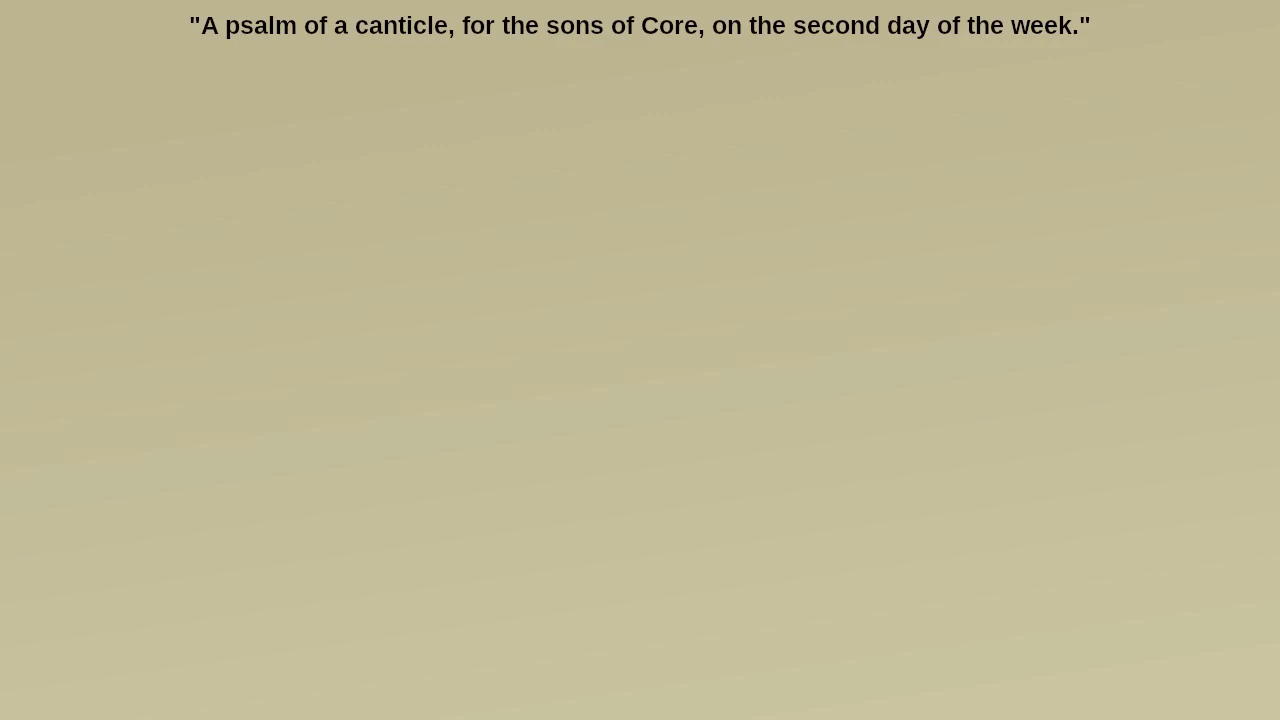 "A psalm of a canticle, for the sons of Core, on the second day of the week."